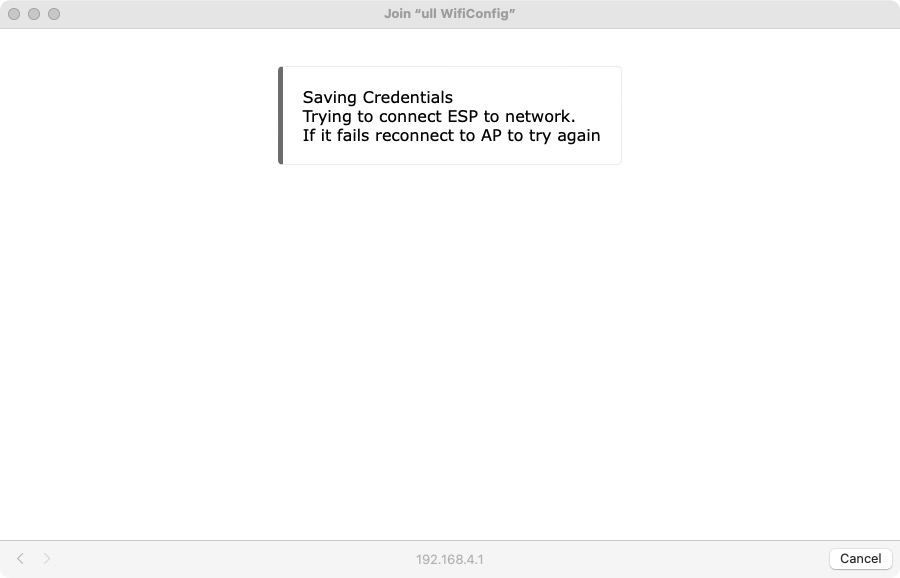 Join “ull WifiConfig”
Saving Credentials
Trying to connect ESP to network.
If it fails reconnect to AP to try again
192.168.4.1
Cancel